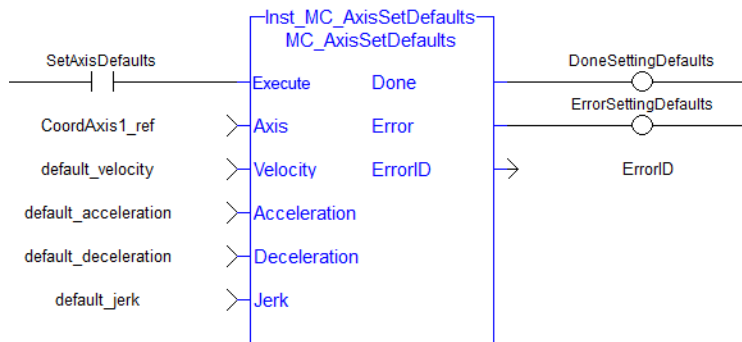 Inst_MC_AxisSetDefaults
MC_AxisSetDefaults
SetAxisDefaults
DoneSettingDefaults
Execute Done
ErrorSettingDefaults
CoordAxis1_ref Axis Error
default_velocity Velocity ErrorID ErrorID
default_acceleration Acceleration
default_deceleration Deceleration
default_jerk Jerk